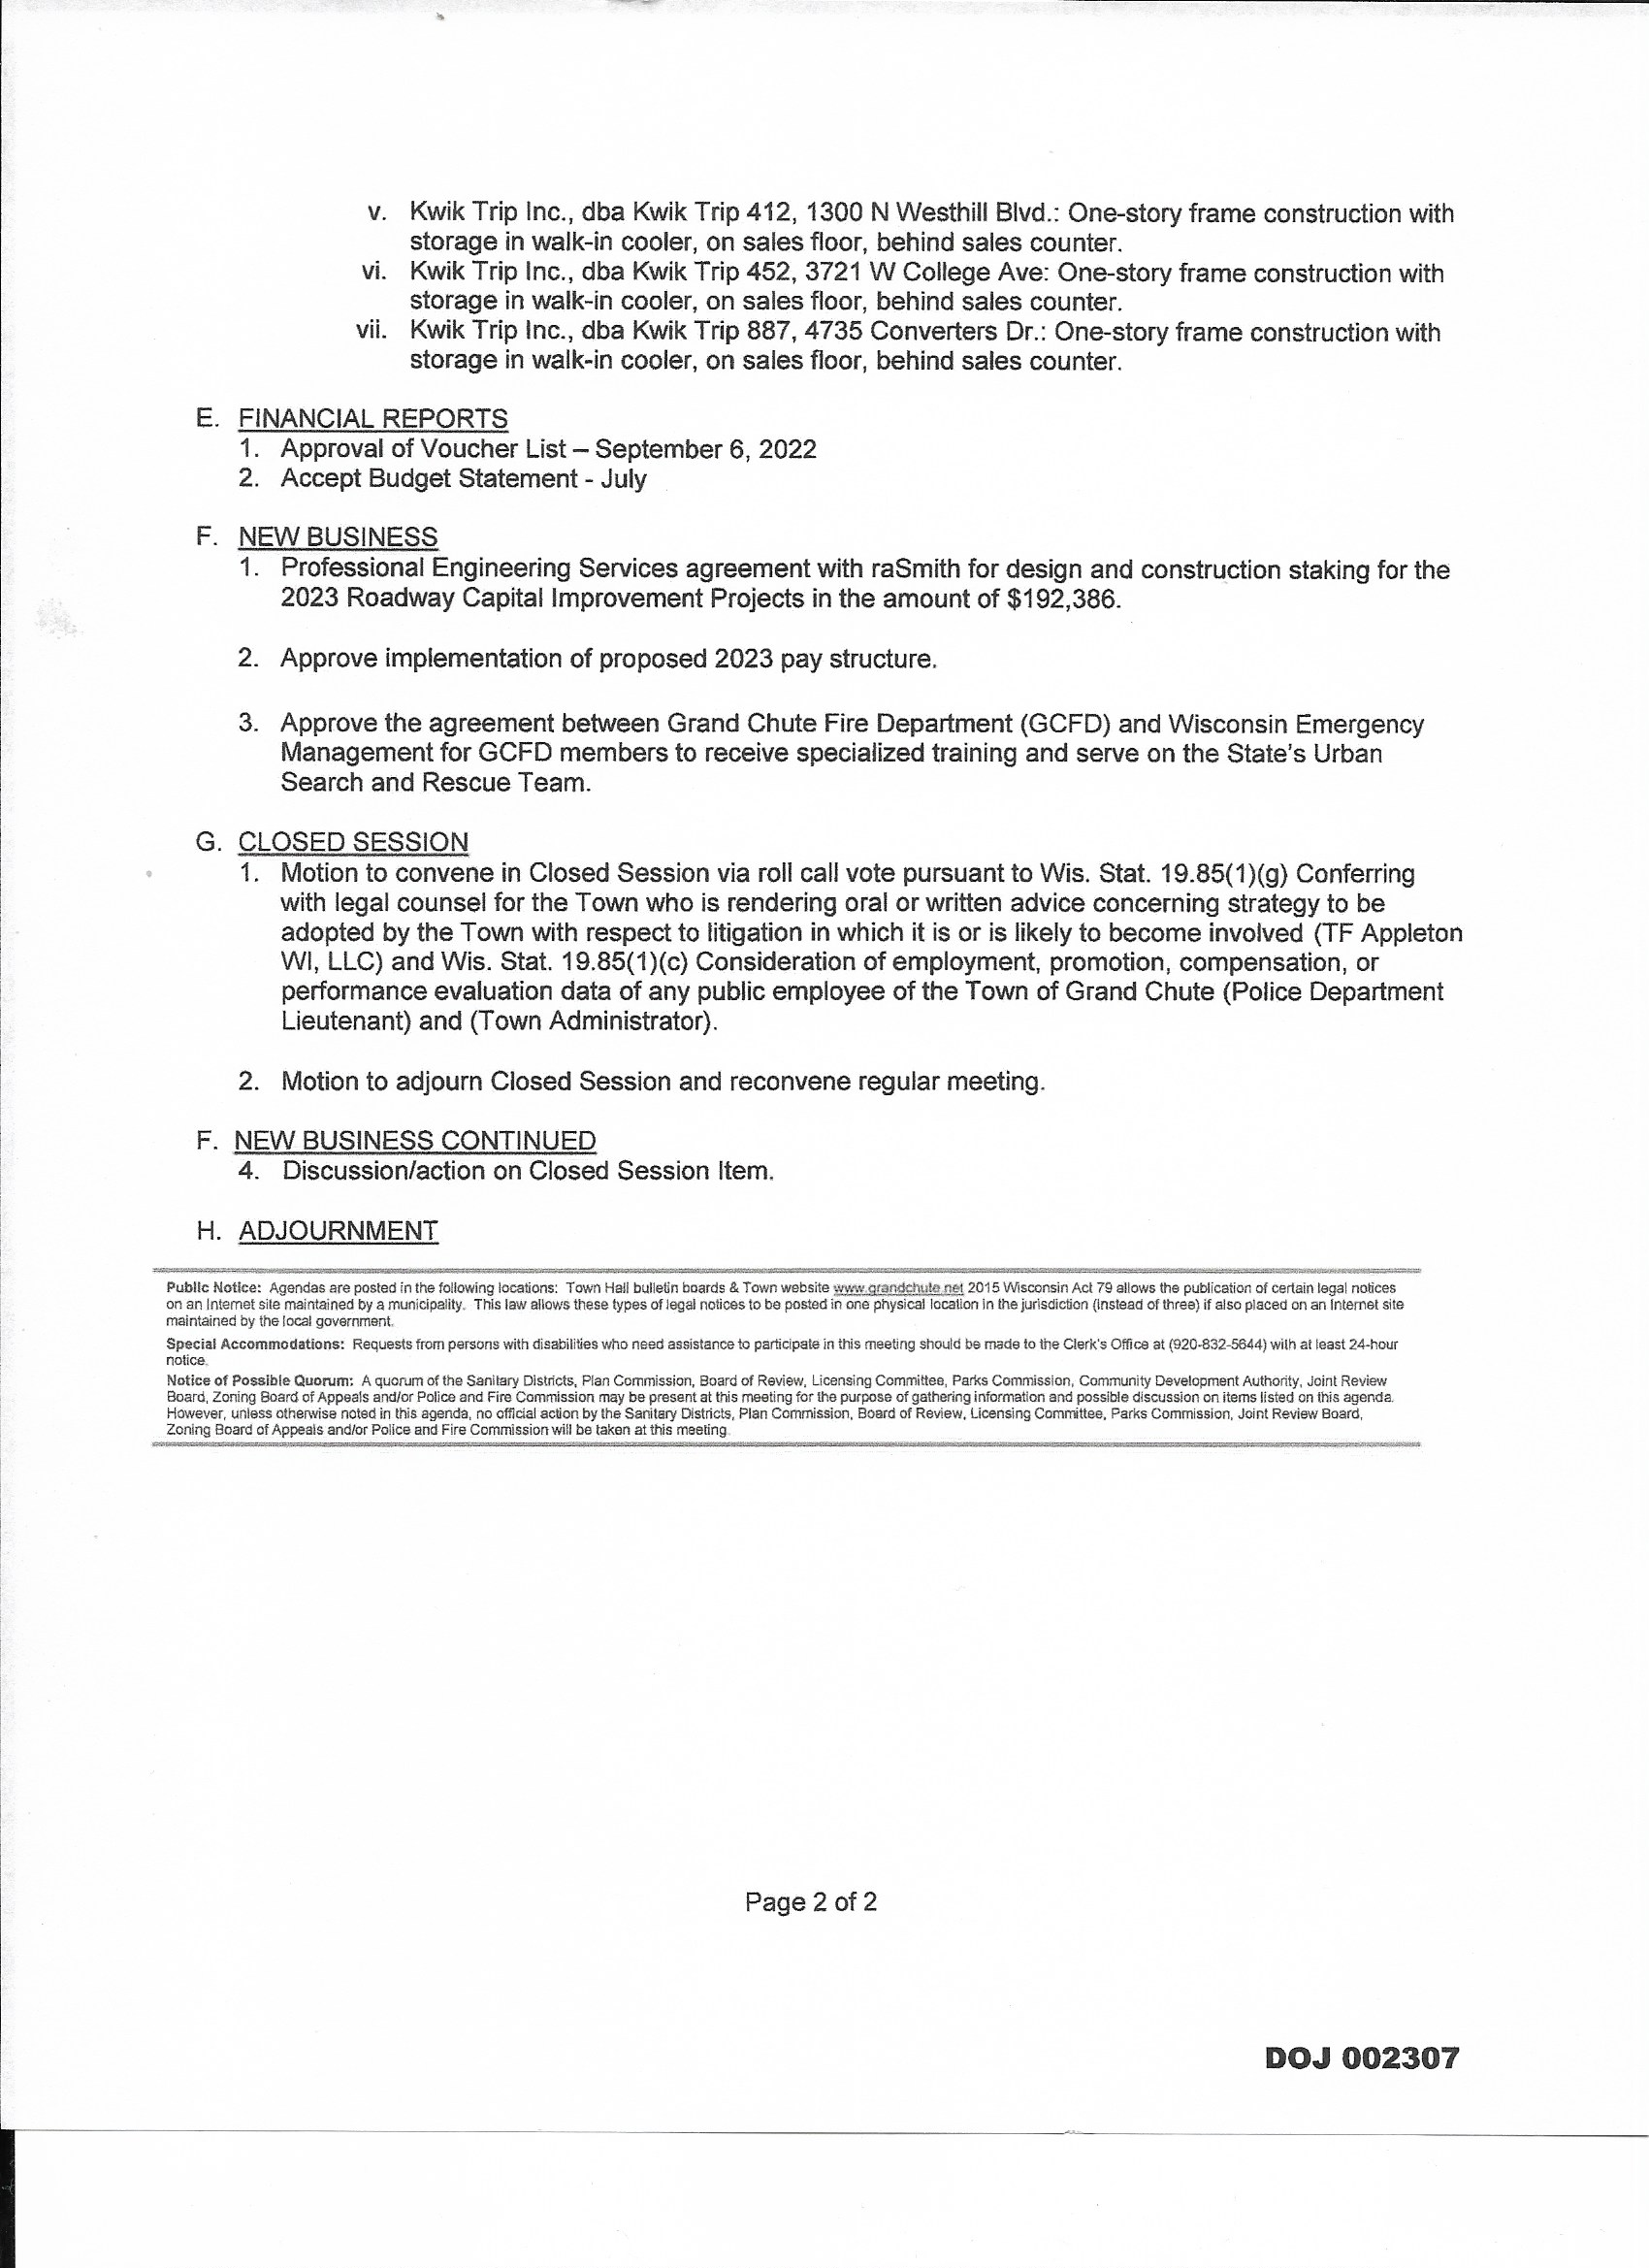 v. Kwik Trip Inc., dba Kwik Trip 412, 1300 N Westhill Blvd.: One-story frame construction with
storage in walk-in cooler, on sales floor, behind sales counter.
vi. Kwik Trip Inc., dba Kwik Trip 452, 3721 W College Ave: One-story frame construction with
storage in walk-in cooler, on sales floor, behind sales counter.
vii. Kwik Trip Inc., dba Kwik Trip 887, 4735 Converters Dr.: One-story frame construction with
storage in walk-in cooler, on sales floor, behind sales counter.
E. FINANCIAL REPORTS
1. Approval of Voucher List – September 6, 2022
2. Accept Budget Statement - July
F. NEW BUSINESS
1. Professional Engineering Services agreement with raSmith for design and construction staking for the
2023 Roadway Capital Improvement Projects in the amount of $192,386.
2. Approve implementation of proposed 2023 pay structure.
3. Approve the agreement between Grand Chute Fire Department (GCFD) and Wisconsin Emergency
Management for GCFD members to receive specialized training and serve on the State's Urban
Search and Rescue Team.
G. CLOSED SESSION
1. Motion to convene in Closed Session via roll call vote pursuant to Wis. Stat. 19.85(1)(g) Conferring
with legal counsel for the Town who is rendering oral or written advice concerning strategy to be
adopted by the Town with respect to litigation in which it is or is likely to become involved (TF Appleton
WI, LLC) and Wis. Stat. 19.85(1)(c) Consideration of employment, promotion, compensation, or
performance evaluation data of any public employee of the Town of Grand Chute (Police Department
Lieutenant) and (Town Administrator).
2. Motion to adjourn Closed Session and reconvene regular meeting.
F. NEW BUSINESS CONTINUED
4. Discussion/action on Closed Session Item.
H. ADJOURNMENT
Public Notice: Agendas are posted in the following locations: Town Hall bulletin boards & Town website www.grandchute.net 2015 Wisconsin Act 79 allows the publication of certain legal notices
on an Internet site maintained by a municipality. This law allows these types of legal notices to be posted in one physical location in the jurisdiction (instead of three) if also placed on an Internet site
maintained by the local government.
Special Accommodations: Requests from persons with disabilities who need assistance to participate in this meeting should be made to the Clerk's Office at (920-832-5644) with at least 24-hour
notice.
Notice of Possible Quorum: A quorum of the Sanitary Districts, Plan Commission, Board of Review, Licensing Committee, Parks Commission, Community Development Authority, Joint Review
Board, Zoning Board of Appeals and/or Police and Fire Commission may be present at this meeting for the purpose of gathering information and possible discussion on items listed on this agenda.
However, unless otherwise noted in this agenda, no official action by the Sanitary Districts, Plan Commission, Board of Review, Licensing Committee, Parks Commission, Joint Review Board,
Zoning Board of Appeals and/or Police and Fire Commission will be taken at this meeting.
Page 2 of 2
DOJ 002307